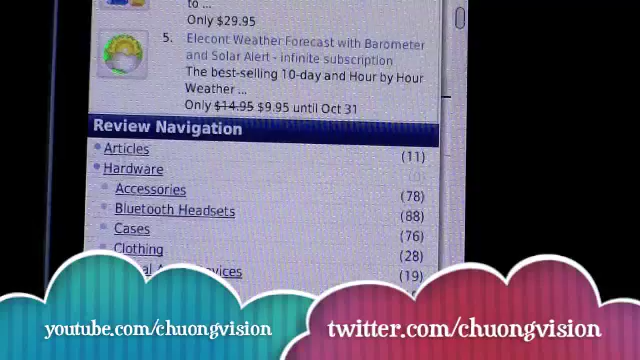 to ...
Only $29.95
5. Elecont Weather Forecast with Barometer
and Solar Alert - infinite subscription
The best-selling 10-day and Hour by Hour
Weather ...
Only $14.95 $9.95 until Oct 31
Review Navigation
Articles (11)
Hardware (0)
Accessories (78)
Bluetooth Headsets (88)
Cases (76)
Clothing (28)
(19)
youtube.com/chuongvision
twitter.com/chuongvision